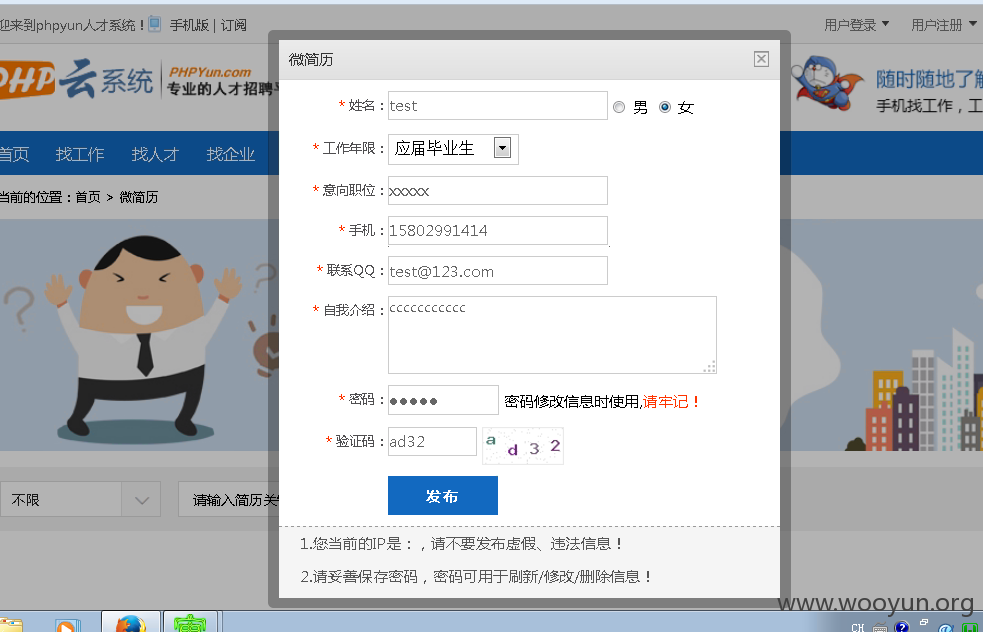 迎来到phpyun人才系统！ 手机版 | 订阅
用户登录 用户注册
PHP云系统 PHPYun.com
专业的人才招聘平
随时随地了解
手机找工作，工
首页 找工作 找人才 找企业
当前的位置：首页 > 微简历
微简历
* 姓名： test 男 女
* 工作年限： 应届毕业生
* 意向职位： xxxxx
* 手机： 15802991414
* 联系QQ： test@123.com
* 自我介绍： ccccccccccc
* 密码： ●●●●● 密码修改信息时使用,请牢记！
* 验证码： ad32 a d 3 2
发布
不限 请输入简历关键
1.您当前的IP是：，请不要发布虚假、违法信息！
2.请妥善保存密码，密码可用于刷新/修改/删除信息！
www.wooyun.org
CH